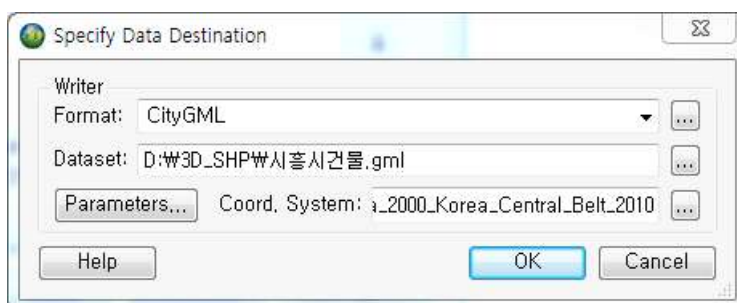 Specify Data Destination
Writer
Format: CityGML
Dataset: D:₩3D_SHP₩시흥시건물.gml
Parameters... Coord. System: a_2000_Korea_Central_Belt_2010
Help OK Cancel